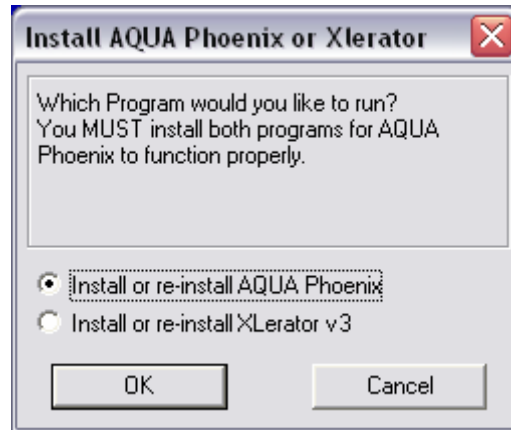 Install AQUA Phoenix or Xlerator
Which Program would you like to run?
You MUST install both programs for AQUA
Phoenix to function properly.
Install or re-install AQUA Phoenix
Install or re-install XLerator v3
OK
Cancel